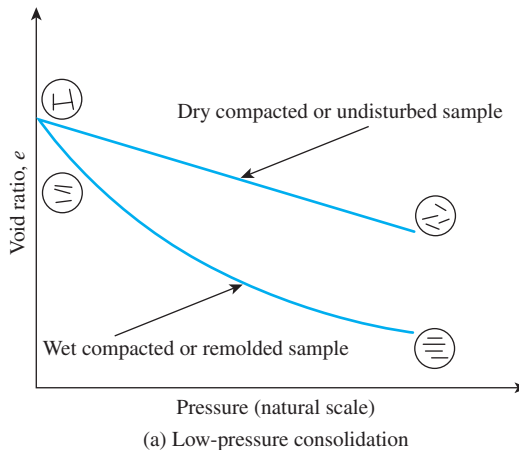 Dry compacted or undisturbed sample
Void ratio, e
Wet compacted or remolded sample
Pressure (natural scale)
(a) Low-pressure consolidation